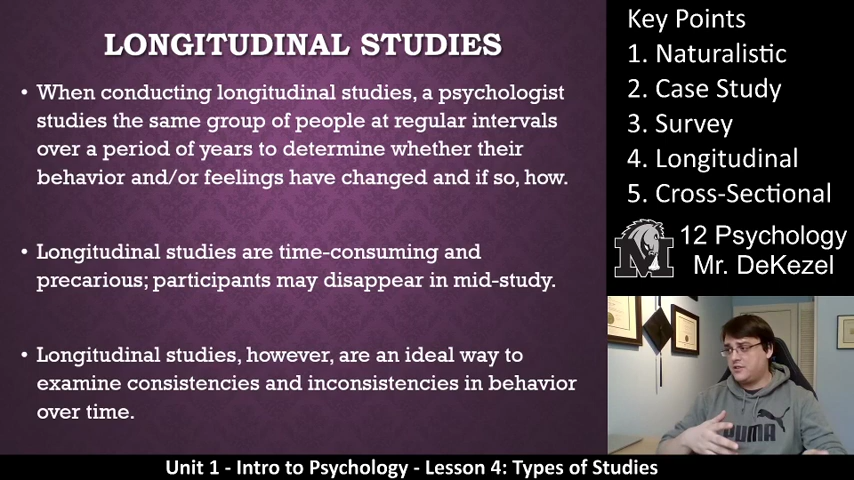 LONGITUDINAL STUDIES
• When conducting longitudinal studies, a psychologist
studies the same group of people at regular intervals
over a period of years to determine whether their
behavior and/or feelings have changed and if so, how.
• Longitudinal studies are time-consuming and
precarious; participants may disappear in mid-study.
• Longitudinal studies, however, are an ideal way to
examine consistencies and inconsistencies in behavior
over time.
Key Points
1. Naturalistic
2. Case Study
3. Survey
4. Longitudinal
5. Cross-Sectional
M
12 Psychology
Mr. DeKezel
PUMA
Unit 1 - Intro to Psychology - Lesson 4: Types of Studies